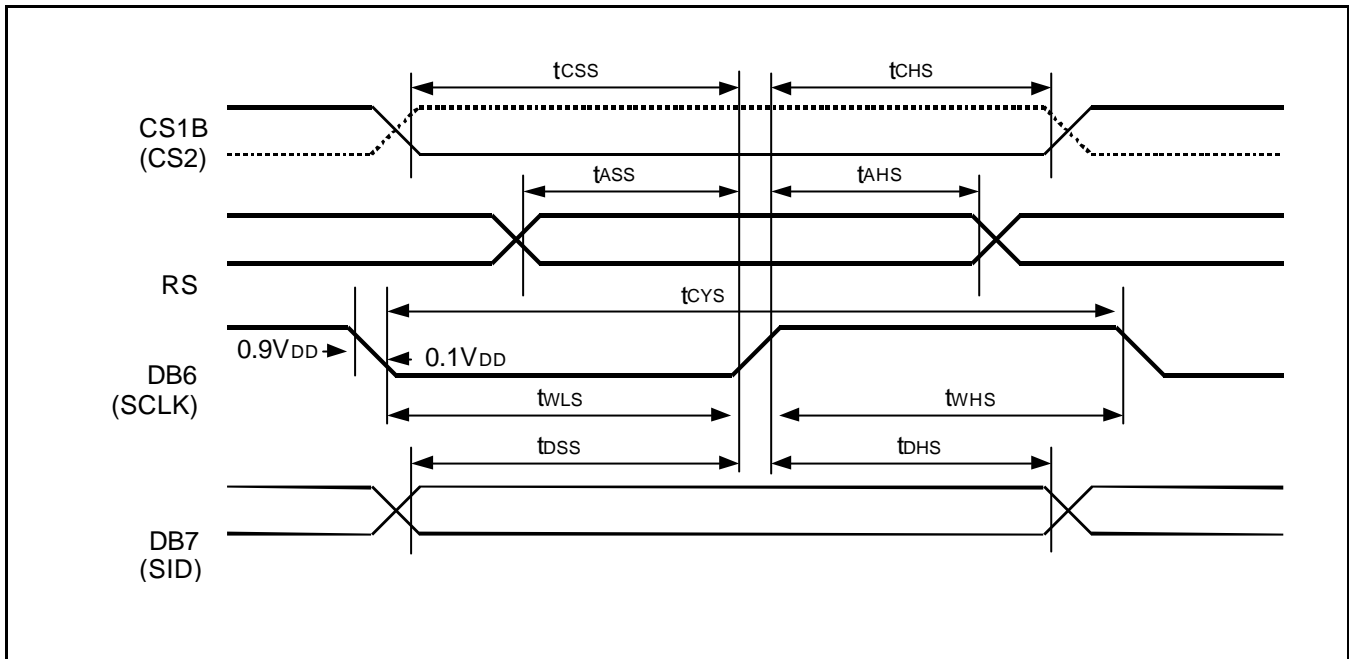 tCSS
tCHS
CS1B
(CS2)
tASS
tAHS
RS
tCYS
0.9VDD
0.1VDD
DB6
(SCLK)
tWLS
tWHS
tDSS
tDHS
DB7
(SID)